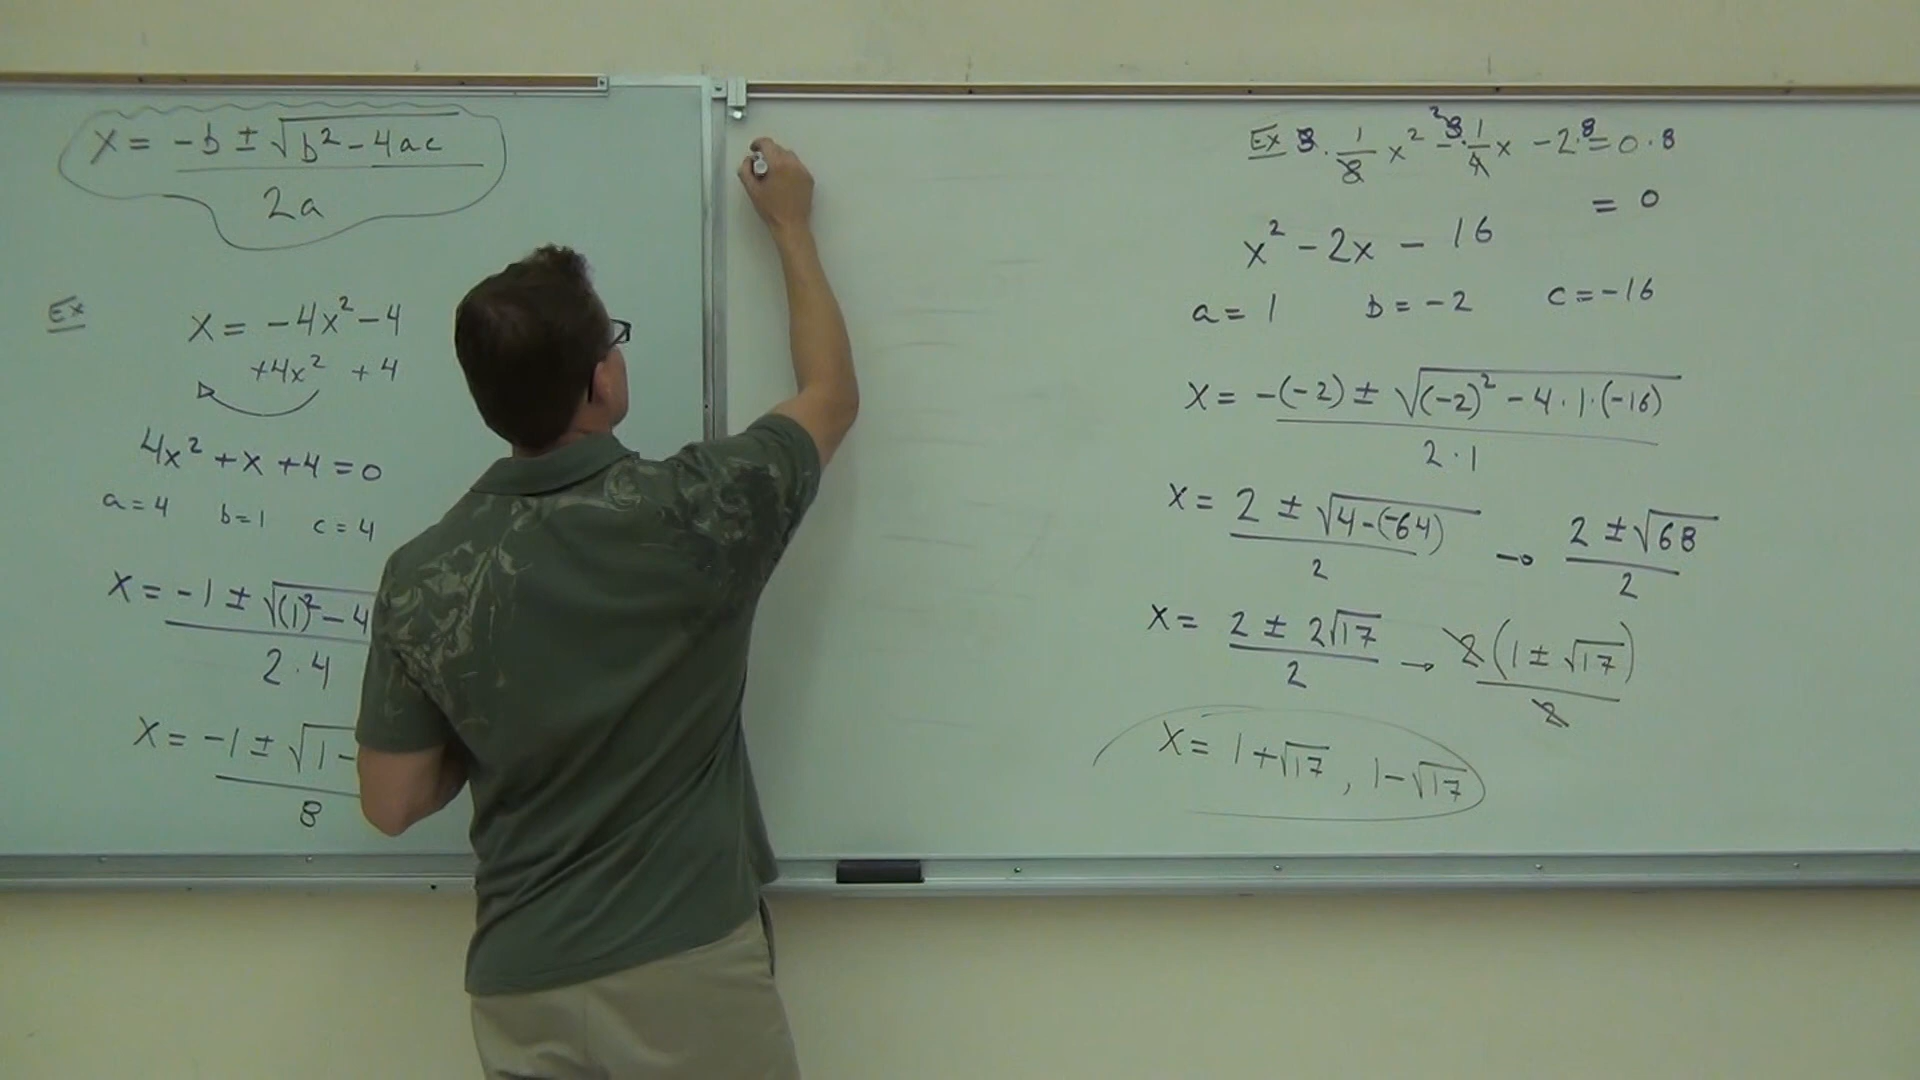 x = -b ± √b² - 4ac
2a
Ex
x = -4x² - 4
+4x² + 4
4x² + x + 4 = 0
a = 4 b = 1 c = 4
x = -1 ± √(1)² - 4
2 · 4
x = -1 ± √1 -
8
Ex 8 · 1/8 x² - 8 · 1/4 x - 2 · 8 = 0 · 8
2
= 0
x² - 2x - 16
a = 1 b = -2 c = -16
x = -(-2) ± √(-2)² - 4 · 1 · (-16)
2 · 1
x = 2 ± √4 - (-64) → 2 ± √68
2 2
x = 2 ± 2√17 → 2(1 ± √17)
2 2
x = 1 + √17 , 1 - √17